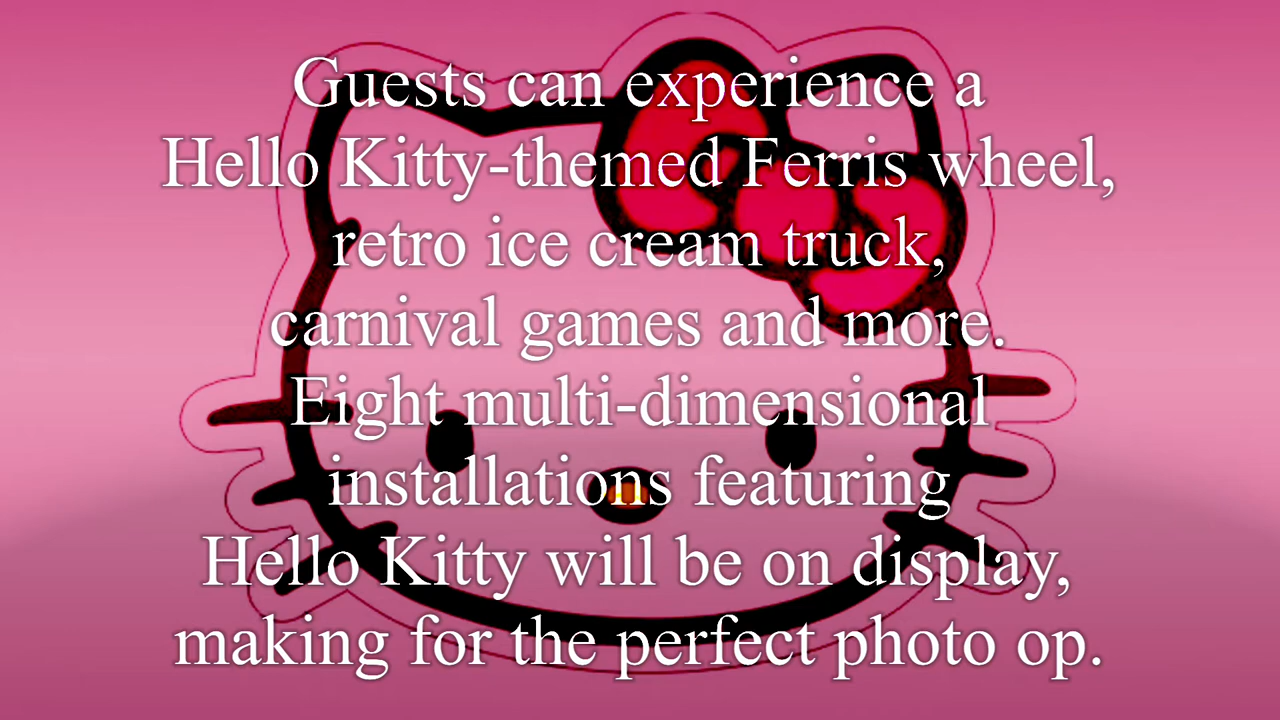 Guests can experience a
Hello Kitty-themed Ferris wheel,
retro ice cream truck,
carnival games and more.
Eight multi-dimensional
installations featuring
Hello Kitty will be on display,
making for the perfect photo op.